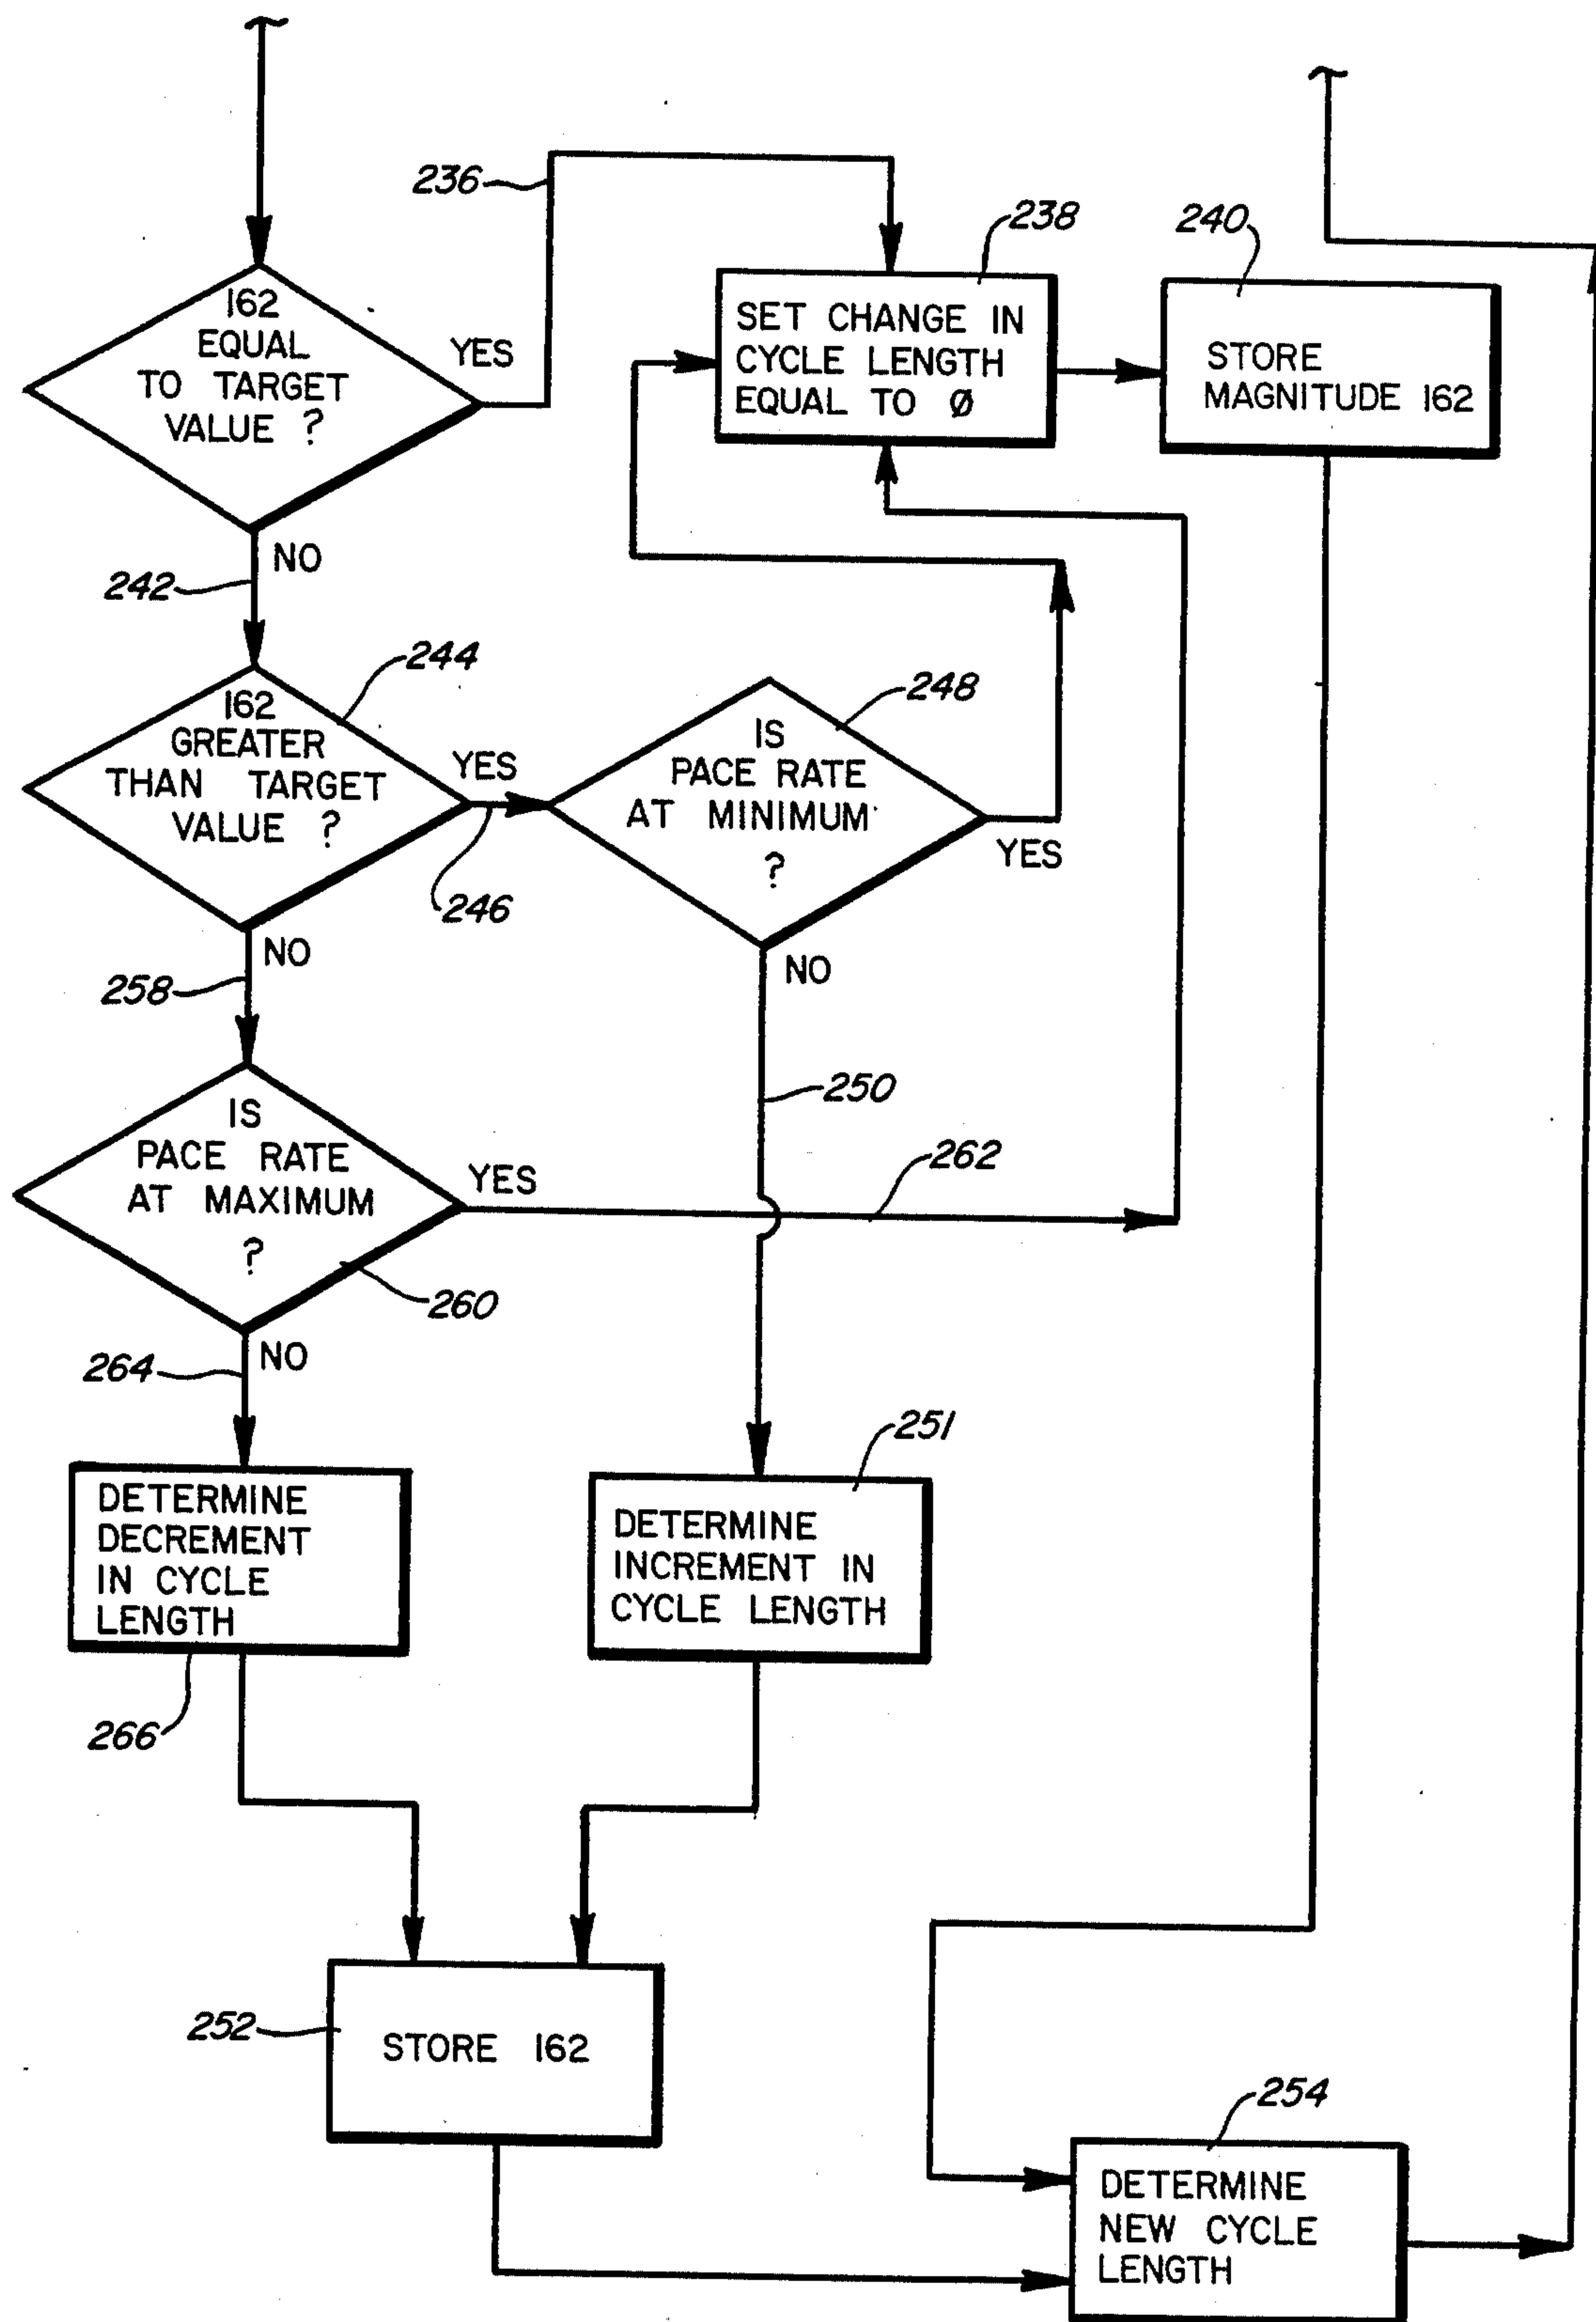 236
238
240
162
EQUAL
TO TARGET
VALUE ?
YES
SET CHANGE IN
CYCLE LENGTH
EQUAL TO Ø
STORE
MAGNITUDE 162
NO
242
244
162
GREATER
THAN TARGET
VALUE ?
YES
246
248
IS
PACE RATE
AT MINIMUM
?
YES
NO
NO
258
250
IS
PACE RATE
AT MAXIMUM
?
YES
262
260
NO
264
251
DETERMINE
DECREMENT
IN CYCLE
LENGTH
DETERMINE
INCREMENT IN
CYCLE LENGTH
266
252
STORE 162
254
DETERMINE
NEW CYCLE
LENGTH